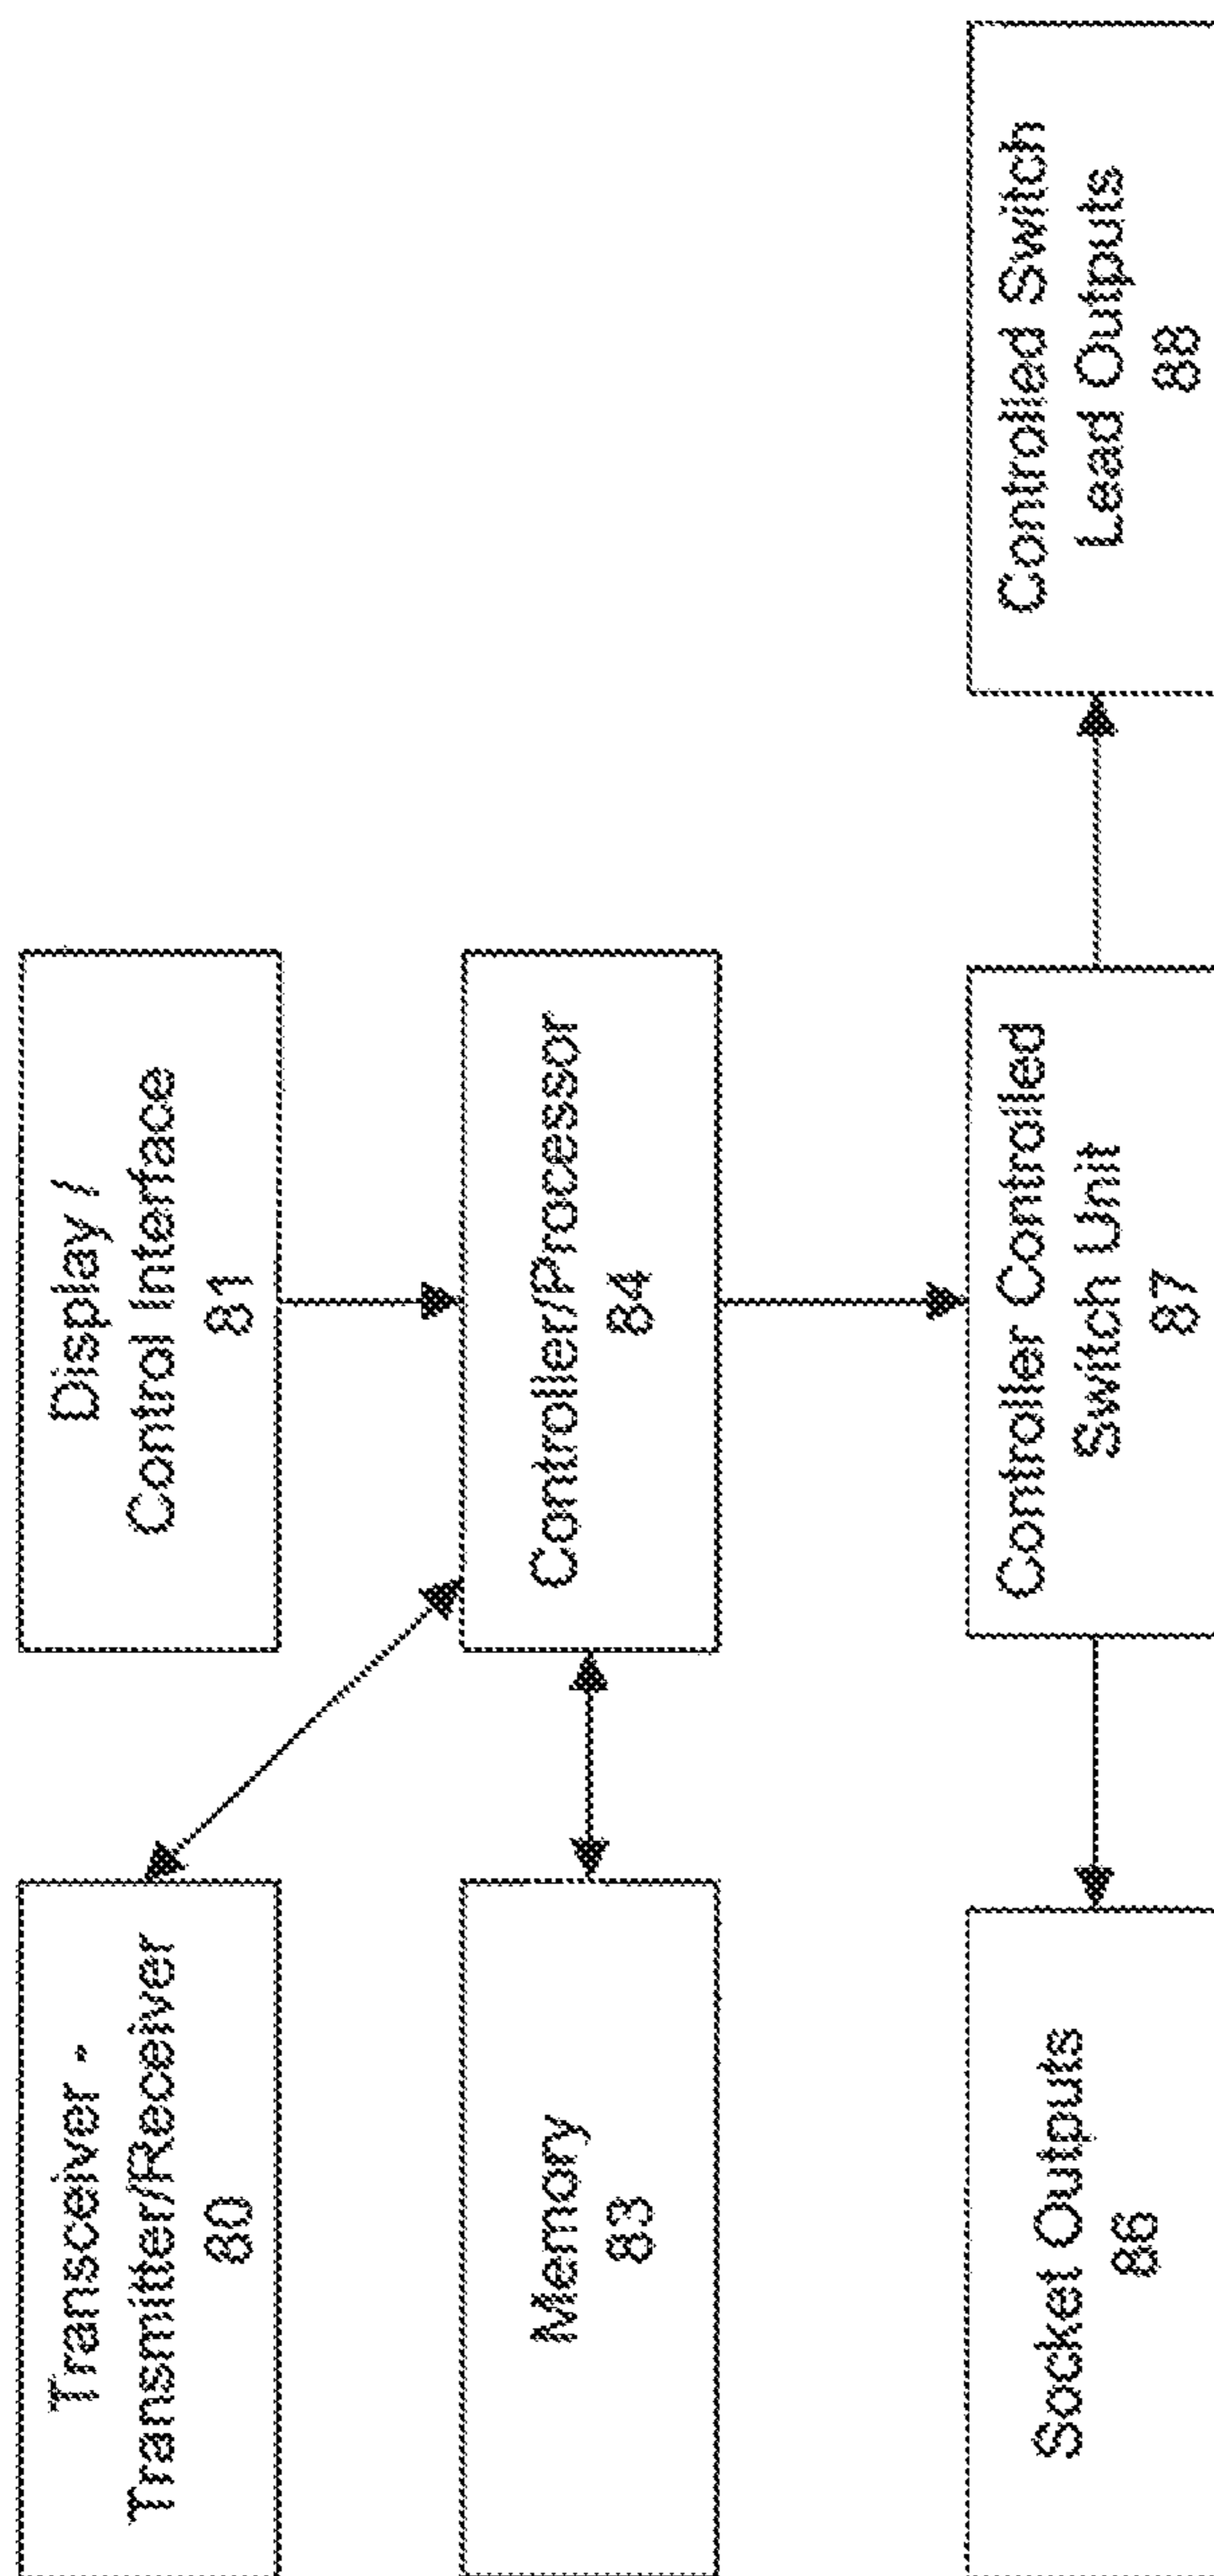 Transceiver -
Transmitter/Receiver
80
Display /
Control Interface
81
Memory
83
Controller/Processor
84
Socket Outputs
86
Controller Controlled
Switch Unit
87
Controlled Switch
Lead Outputs
88